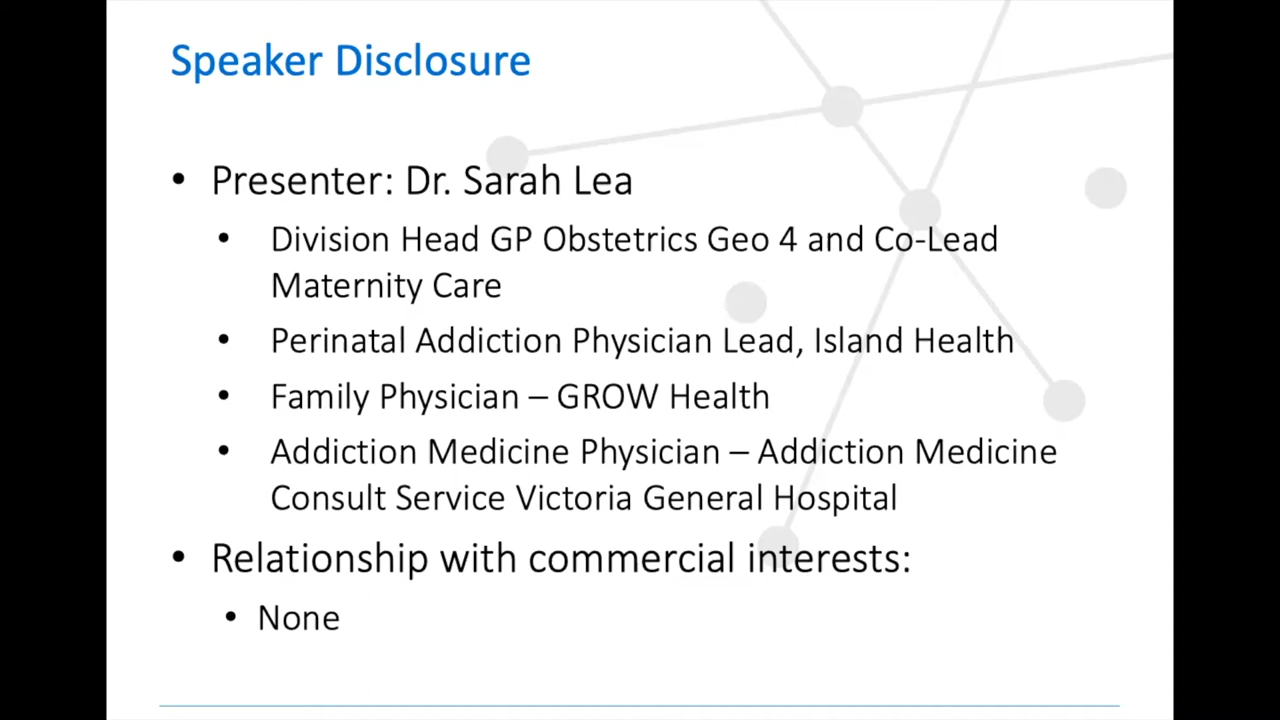 Speaker Disclosure
• Presenter: Dr. Sarah Lea
• Division Head GP Obstetrics Geo 4 and Co-Lead
Maternity Care
• Perinatal Addiction Physician Lead, Island Health
• Family Physician – GROW Health
• Addiction Medicine Physician – Addiction Medicine
Consult Service Victoria General Hospital
• Relationship with commercial interests:
• None